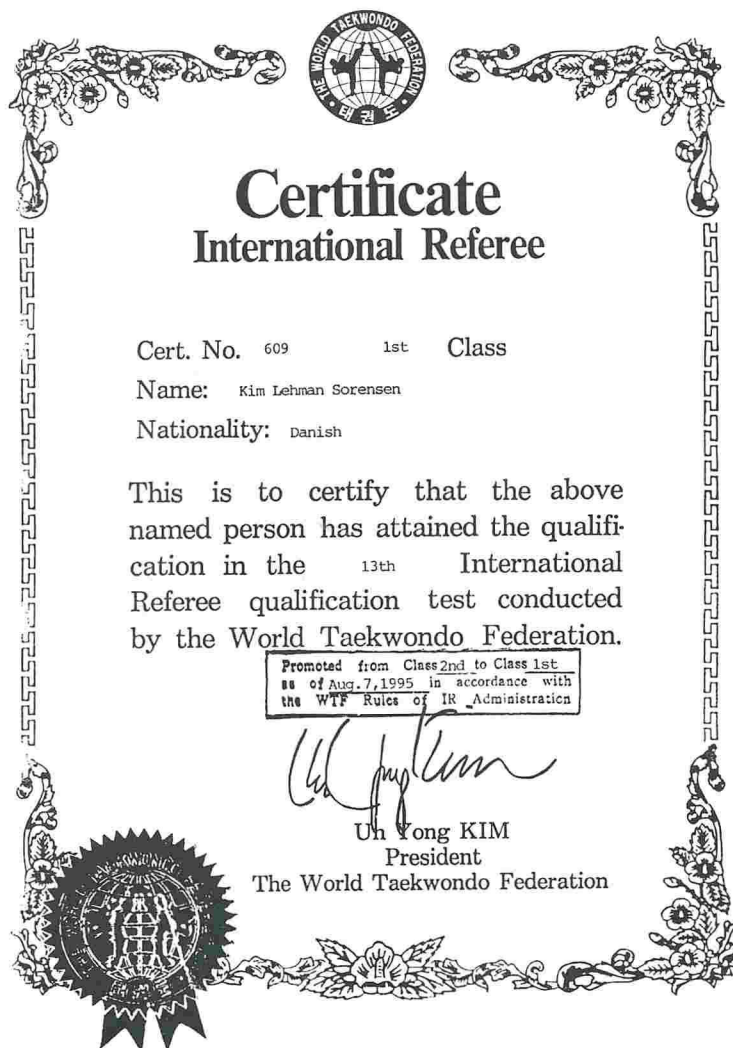 THE WORLD TAEKWONDO FEDERATION
태권도
Certificate
International Referee
Cert. No. 609 1st Class
Name: Kim Lehman Sorensen
Nationality: Danish
This is to certify that the above
named person has attained the qualifi-
cation in the 13th International
Referee qualification test conducted
by the World Taekwondo Federation.
Promoted from Class 2nd to Class 1st
as of Aug.7,1995 in accordance with
the WTF Rules of IR Administration
Un Yong KIM
President
The World Taekwondo Federation